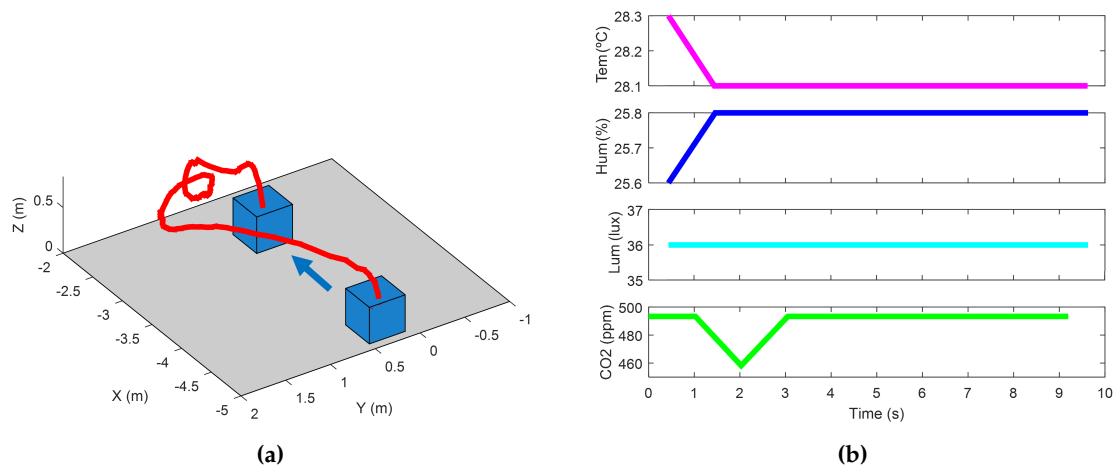 Z (m)
0.5
0
-2
-2.5
-3
-3.5
-4
-4.5
-5
X (m)
2
1.5
1
0.5
0
-0.5
-1
Y (m)
(a)
Tem (ºC)
28.3
28.2
28.1
Hum (%)
25.8
25.7
25.6
Lum (lux)
37
36
35
CO2 (ppm)
500
480
460
0 1 2 3 4 5 6 7 8 9 10
Time (s)
(b)